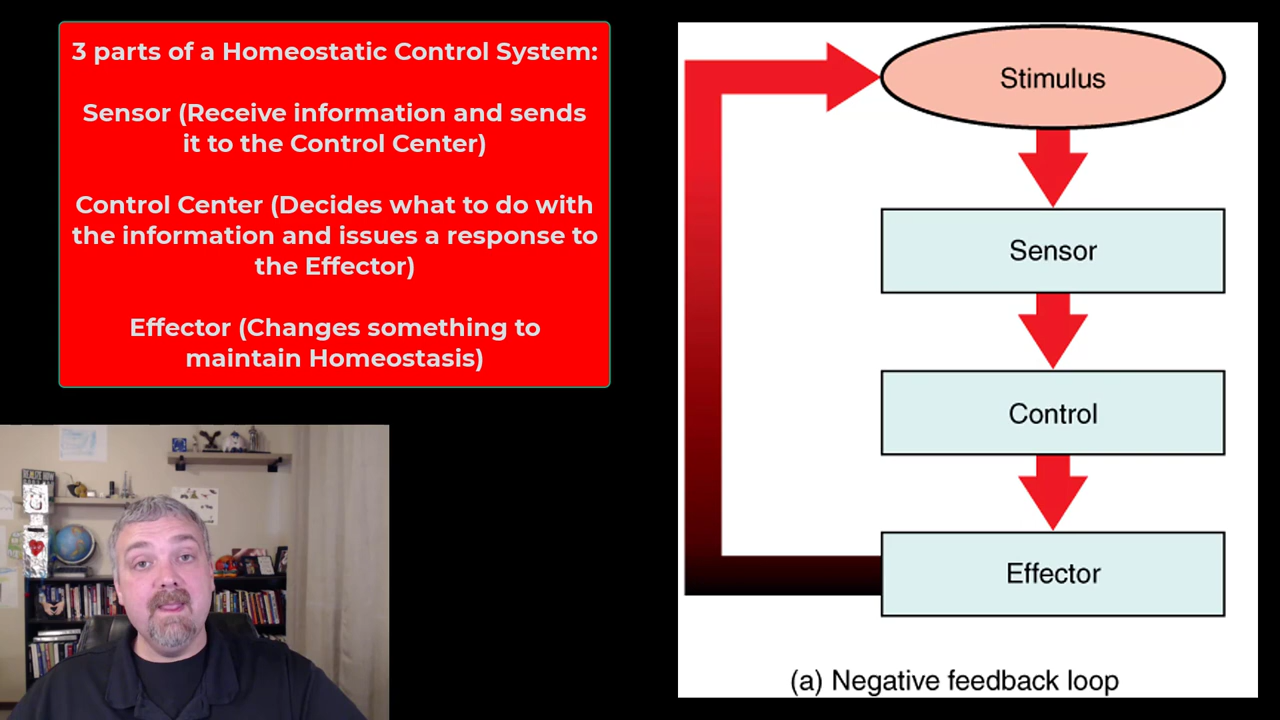 3 parts of a Homeostatic Control System:
Sensor (Receive information and sends
it to the Control Center)
Control Center (Decides what to do with
the information and issues a response to
the Effector)
Effector (Changes something to
maintain Homeostasis)
Stimulus
Sensor
Control
Effector
(a) Negative feedback loop